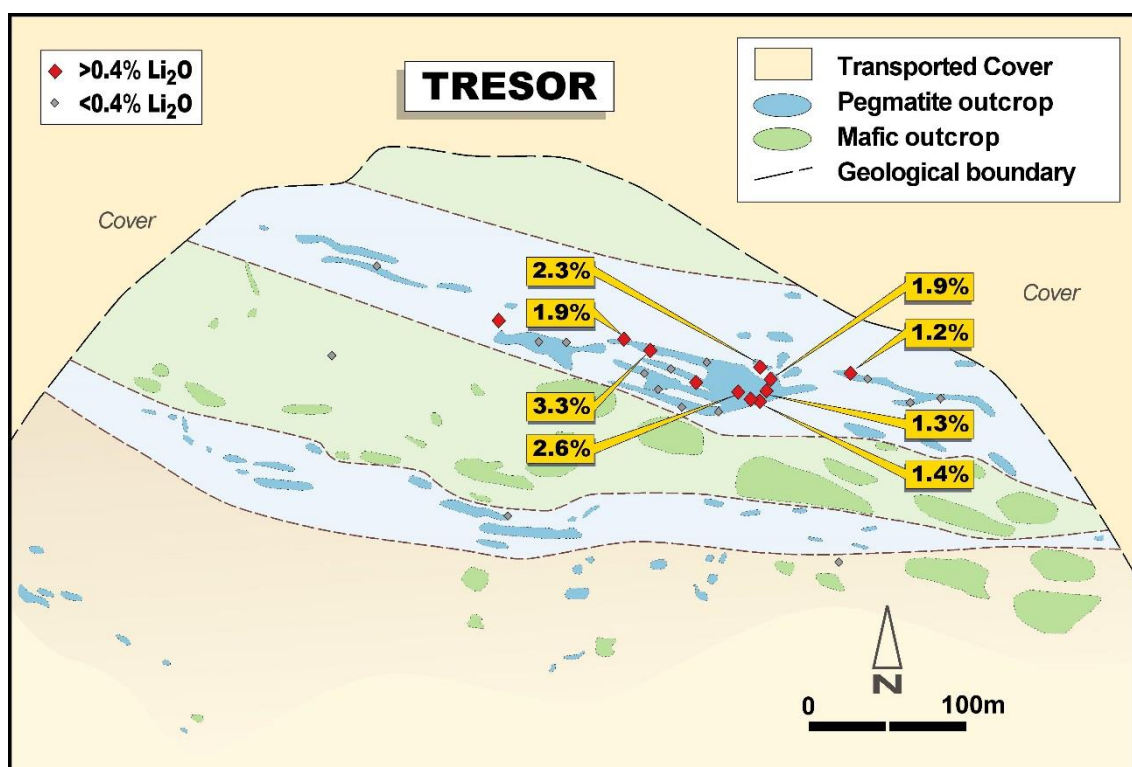 >0.4% Li₂O
<0.4% Li₂O
TRESOR
Transported Cover
Pegmatite outcrop
Mafic outcrop
Geological boundary
Cover
Cover
2.3%
1.9%
1.9%
1.2%
3.3%
1.3%
2.6%
1.4%
N
0 100m